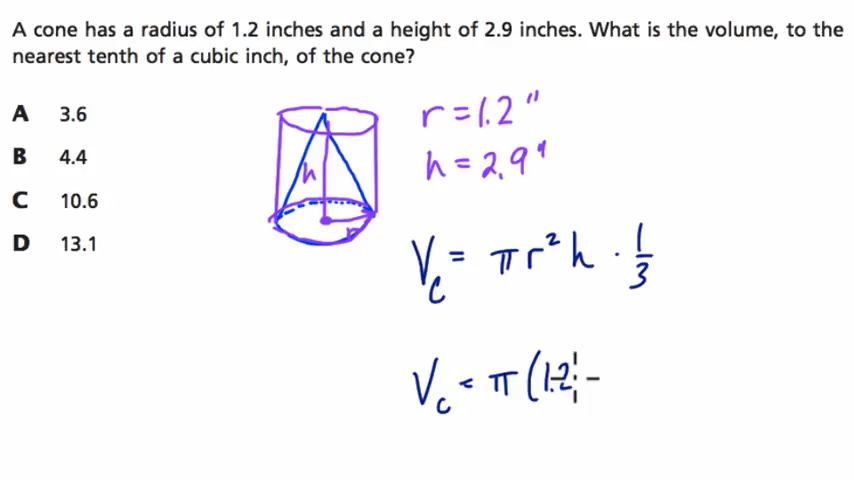 A cone has a radius of 1.2 inches and a height of 2.9 inches. What is the volume, to the
nearest tenth of a cubic inch, of the cone?
A 3.6
B 4.4
C 10.6
D 13.1
h
r
r = 1.2"
h = 2.9"
V_C = πr²h · 1/3
V_C = π(1.2